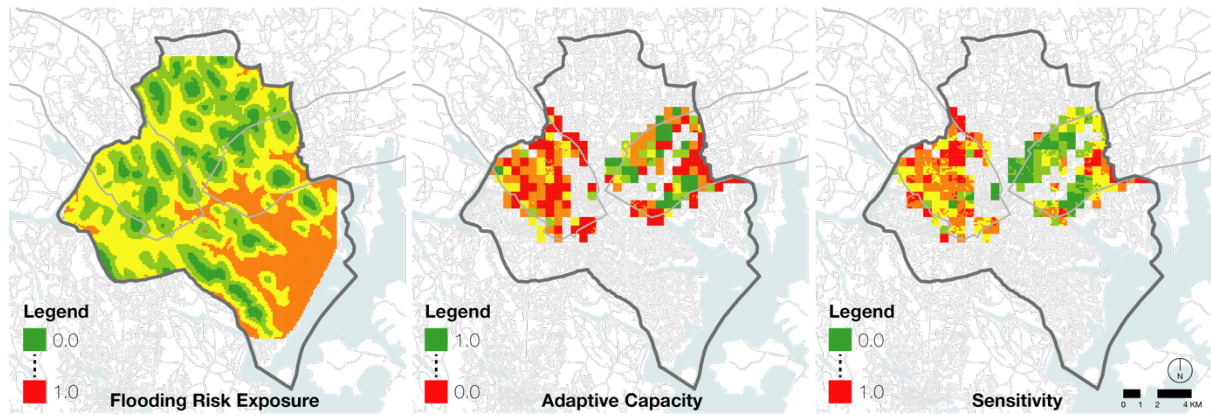 Legend
0.0
1.0
Flooding Risk Exposure
Legend
1.0
0.0
Adaptive Capacity
Legend
0.0
1.0
Sensitivity
N
0 1 2 4 KM